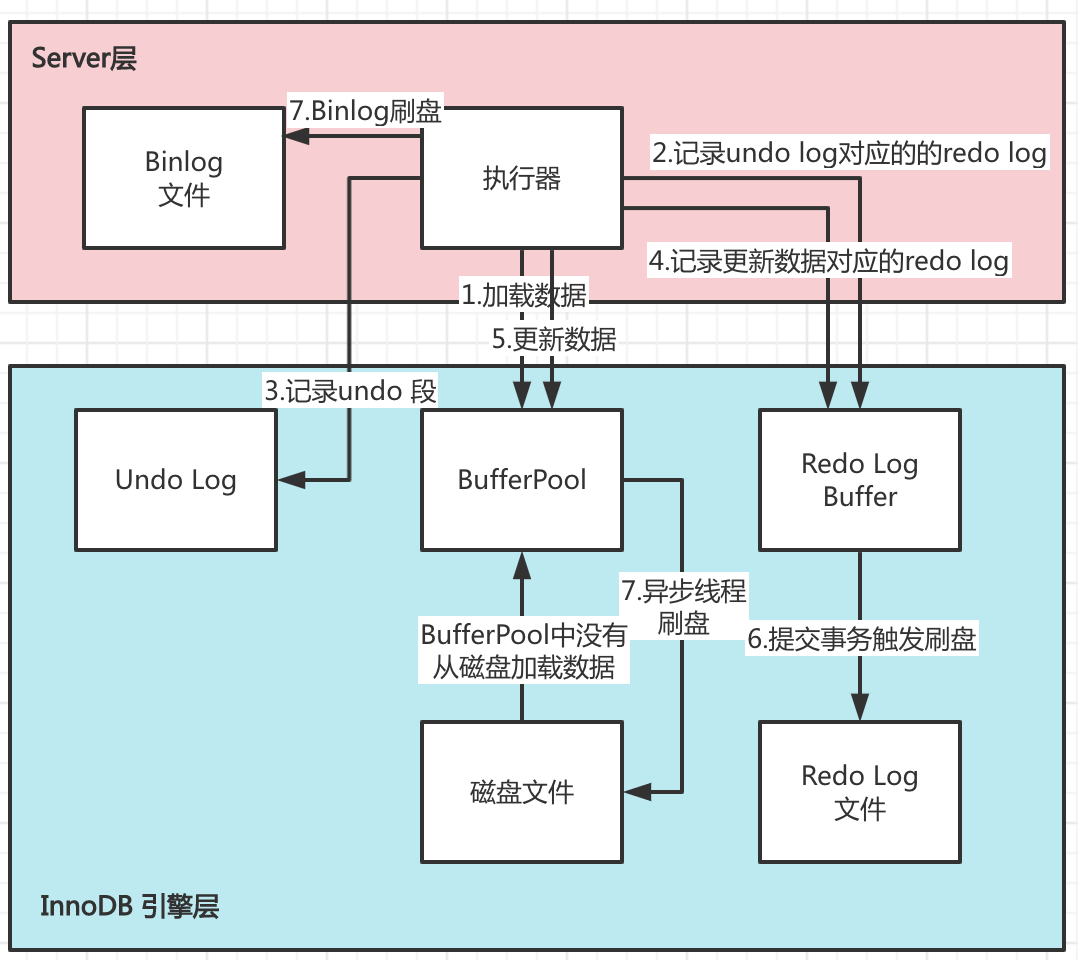 Server层
7.Binlog刷盘
Binlog
文件
执行器
2.记录undo log对应的的redo log
4.记录更新数据对应的redo log
1.加载数据
5.更新数据
3.记录undo 段
Undo Log
BufferPool
Redo Log
Buffer
7.异步线程
刷盘
BufferPool中没有
从磁盘加载数据
6.提交事务触发刷盘
磁盘文件
Redo Log
文件
InnoDB 引擎层